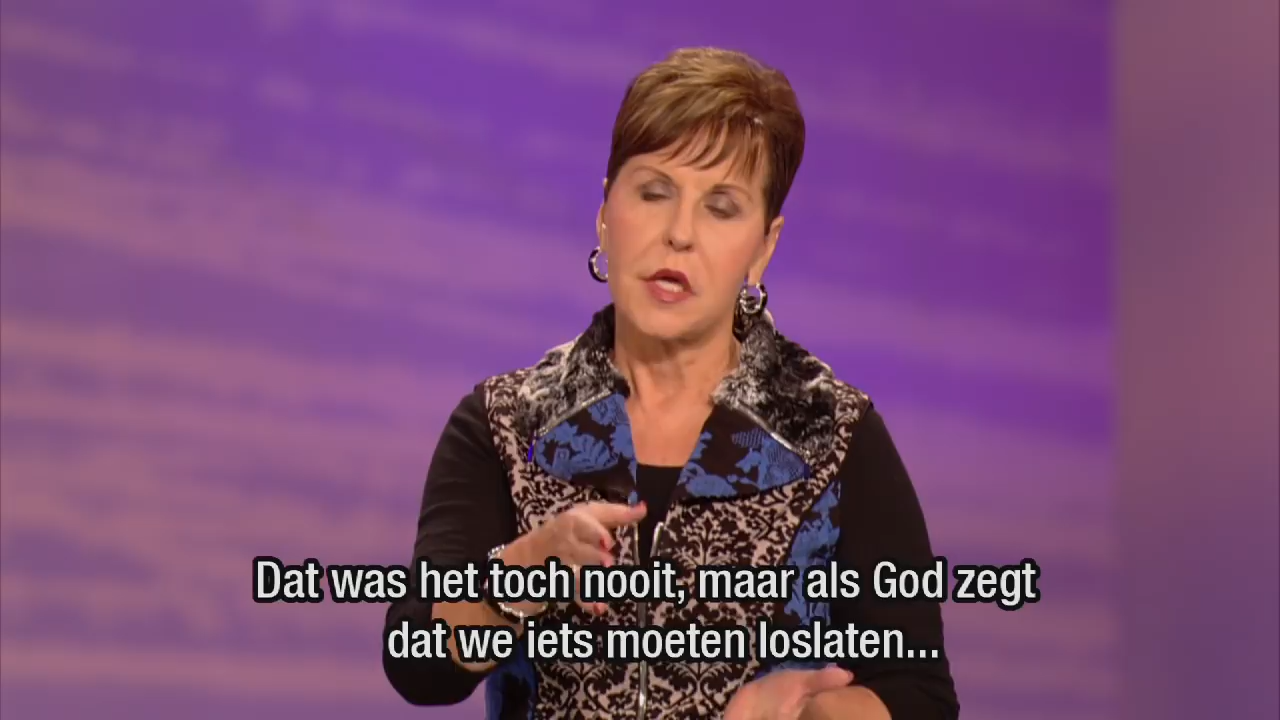 Dat was het toch nooit, maar als God zegt
dat we iets moeten loslaten...